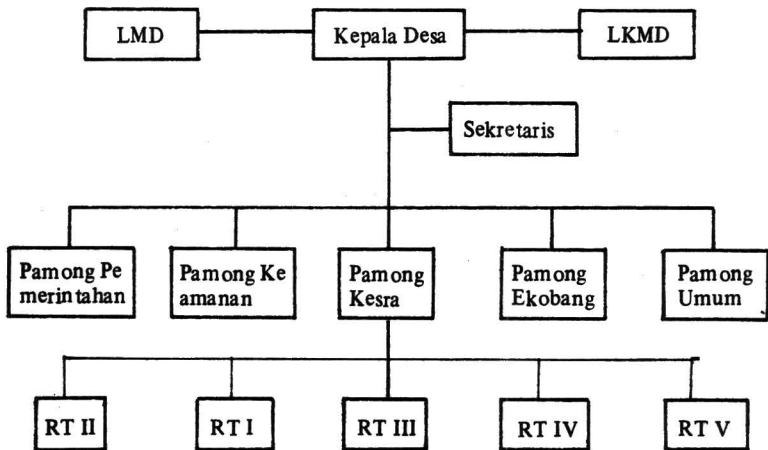 LMD
Kepala Desa
LKMD
Sekretaris
Pamong Pe
merintahan
Pamong Ke
amanan
Pamong
Kesra
Pamong
Ekobang
Pamong
Umum
RT II
RT I
RT III
RT IV
RT V